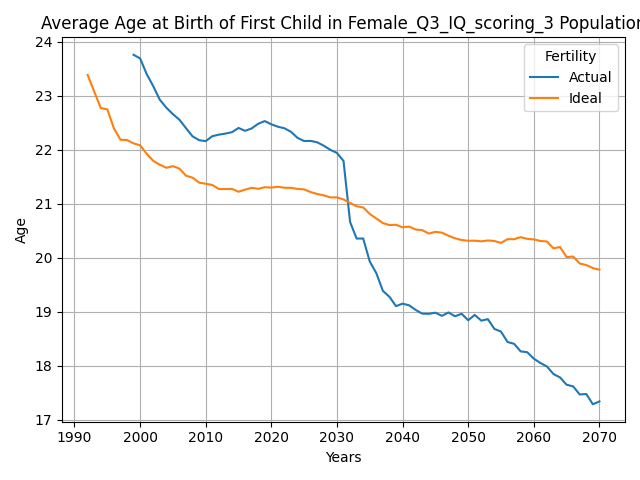 Average Age at Birth of First Child in Female_Q3_IQ_scoring_3 Population
Fertility
Actual
Ideal
24
23
22
21
20
19
18
17
Age
1990 2000 2010 2020 2030 2040 2050 2060 2070
Years